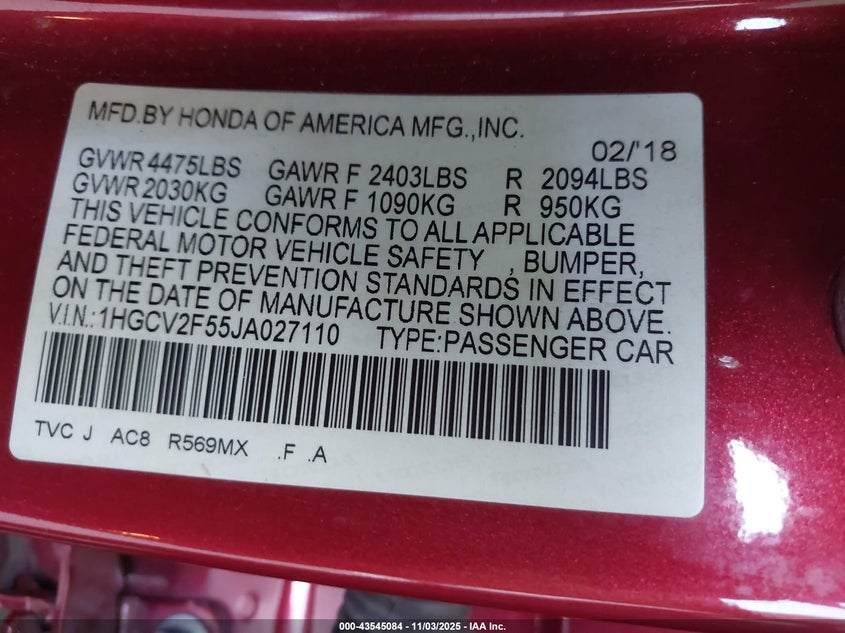 MFD.BY HONDA OF AMERICA MFG.,INC.
02/'18
GVWR 4475LBS GAWR F 2403LBS R 2094LBS
GVWR 2030KG GAWR F 1090KG R 950KG
THIS VEHICLE CONFORMS TO ALL APPLICABLE
FEDERAL MOTOR VEHICLE SAFETY , BUMPER,
AND THEFT PREVENTION STANDARDS IN EFFECT
ON THE DATE OF MANUFACTURE SHOWN ABOVE.
V.I.N.:1HGCV2F55JA027110 TYPE:PASSENGER CAR
TVC J AC8 R569MX .F .A
000-43545084 - 11/03/2025 - IAA Inc.